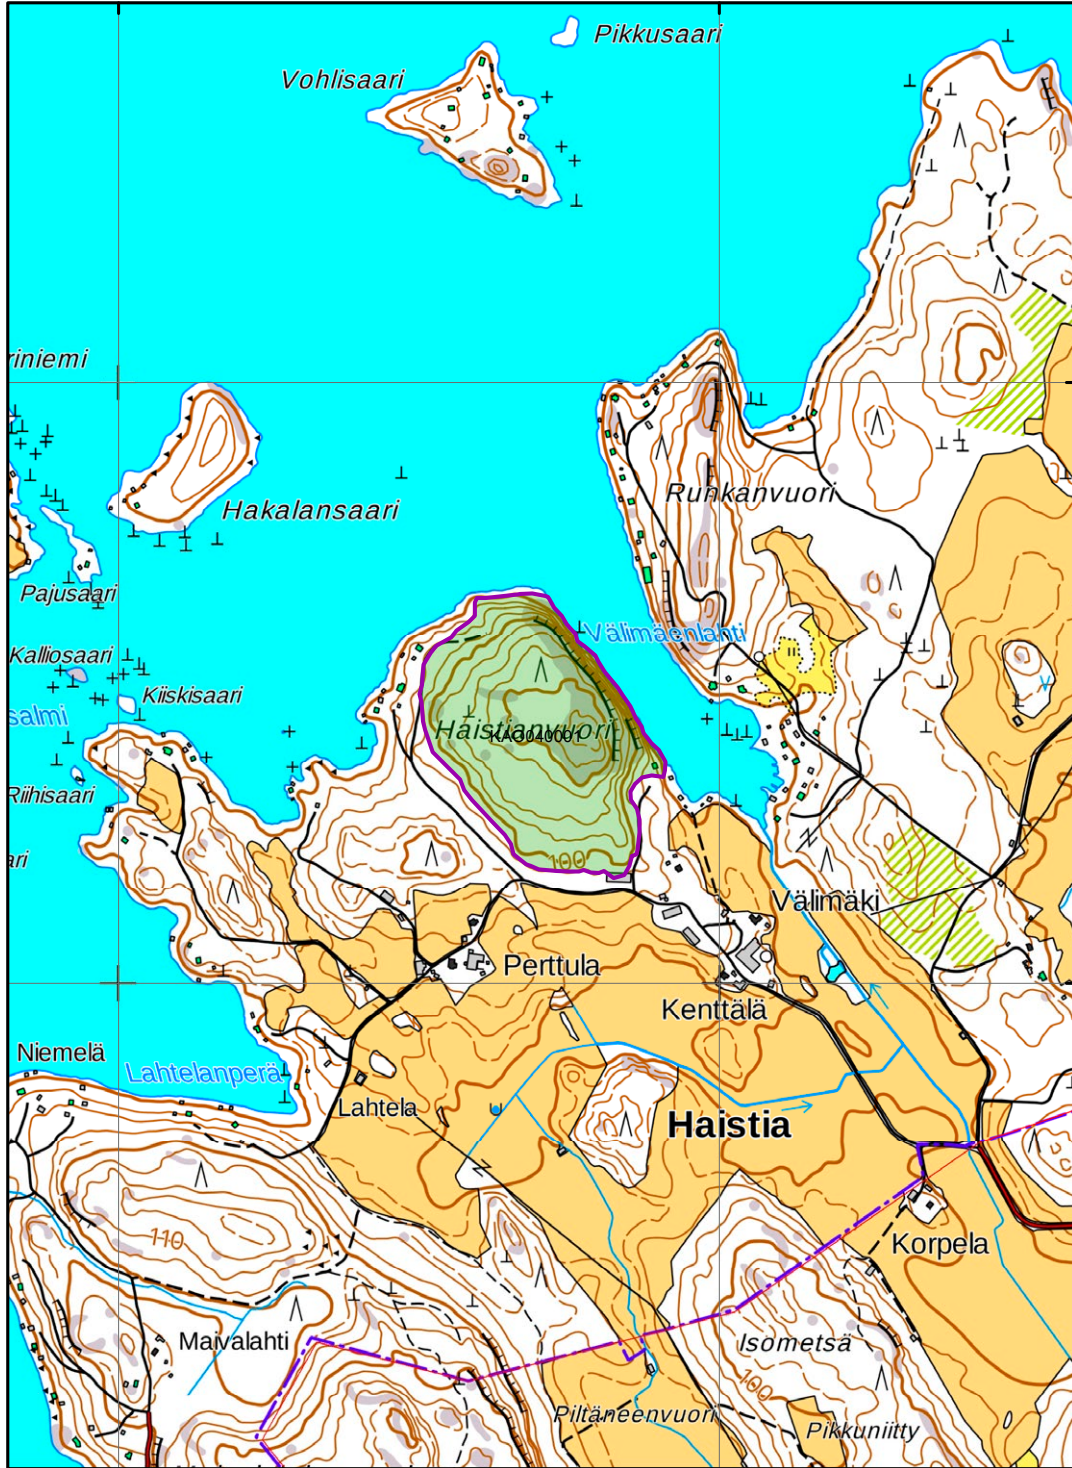 Pikkusaari
Vohlisaari
riniemi
Hakalansaari
Runkanvuori
Pajusaari
Välimäenlahti
Kalliosaari
Kiiskisaari
salmi
Haistianvuori
KAO040001
Riihisaari
ari
100
Välimäki
Perttula
Kenttälä
Niemelä
Lahtelanperä
Lahtela
Haistia
110
Korpela
Maivalahti
Isometsä
100
Piltäneenvuori
Pikkuniitty